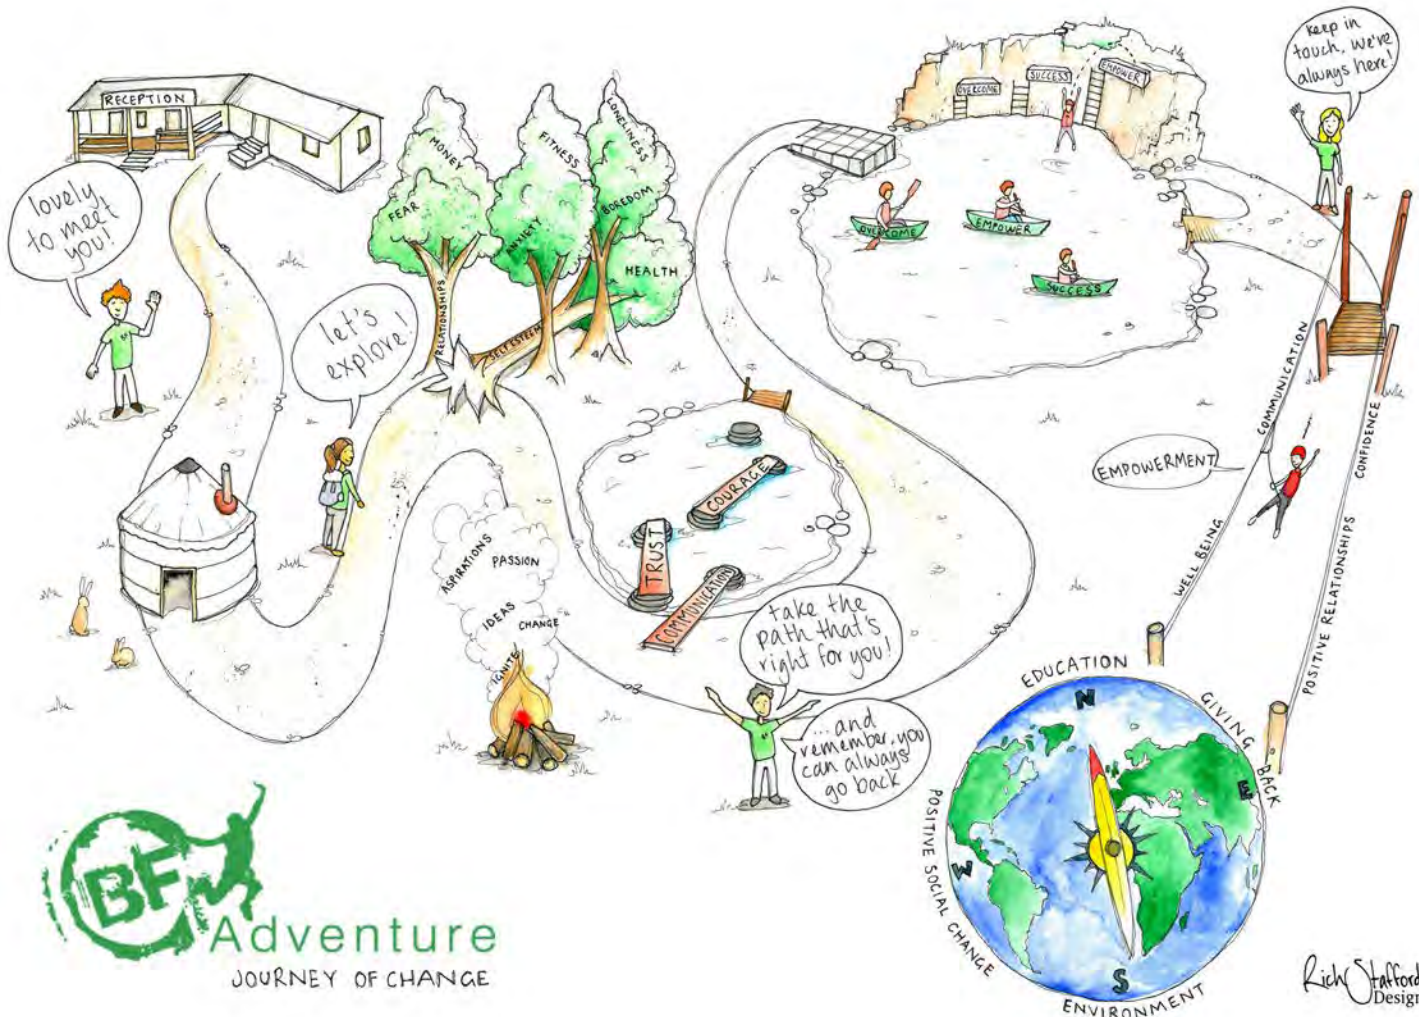 RECEPTION
lovely
to meet
you!
let's
explore!
MONEY
FEAR
RELATIONSHIPS
FITNESS
ANXIETY
SELF ESTEEM
LONELINESS
BOREDOM
HEALTH
OVERCOME
SUCCESS
EMPOWER
OVERCOME
EMPOWER
SUCCESS
keep in
touch, we're
always here!
COURAGE
TRUST
COMMUNICATION
ASPIRATIONS
PASSION
IDEAS
CHANGE
IGNITE
take the
path that's
right for you!
... and
remember, you
can always
go back
EMPOWERMENT
COMMUNICATION
WELL BEING
CONFIDENCE
POSITIVE RELATIONSHIPS
EDUCATION
GIVING BACK
POSITIVE SOCIAL CHANGE
ENVIRONMENT
N
E
S
W
BF
Adventure
JOURNEY OF CHANGE
Rich Stafford
Design